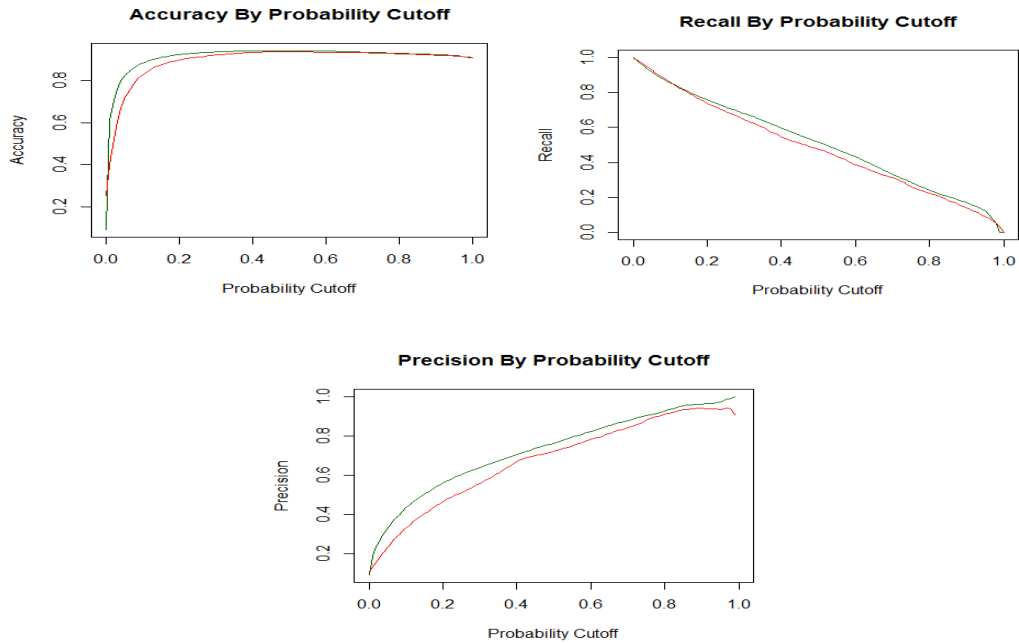 Accuracy By Probability Cutoff
Accuracy
0.8
0.6
0.4
0.2
0.0 0.2 0.4 0.6 0.8 1.0
Probability Cutoff
Recall By Probability Cutoff
Recall
1.0
0.8
0.6
0.4
0.2
0.0
0.0 0.2 0.4 0.6 0.8 1.0
Probability Cutoff
Precision By Probability Cutoff
Precision
1.0
0.8
0.6
0.4
0.2
0.0 0.2 0.4 0.6 0.8 1.0
Probability Cutoff